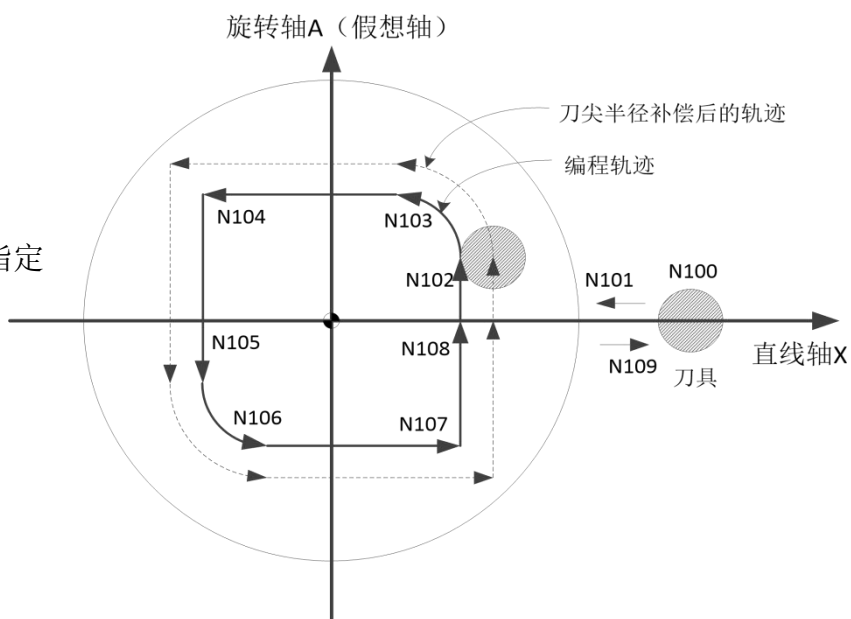 旋转轴A（假想轴）
刀尖半径补偿后的轨迹
编程轨迹
N104
N103
指定
N102
N101
N100
N105
N108
N109
刀具
直线轴X
N106
N107